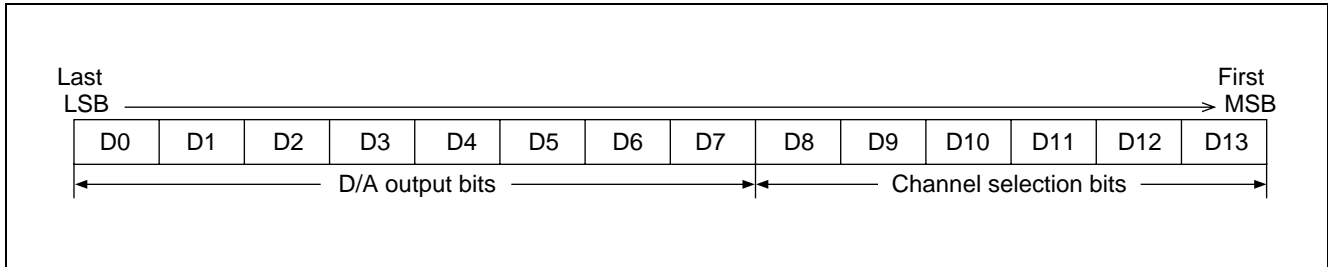 Last First
LSB MSB
D0 D1 D2 D3 D4 D5 D6 D7 D8 D9 D10 D11 D12 D13
D/A output bits Channel selection bits